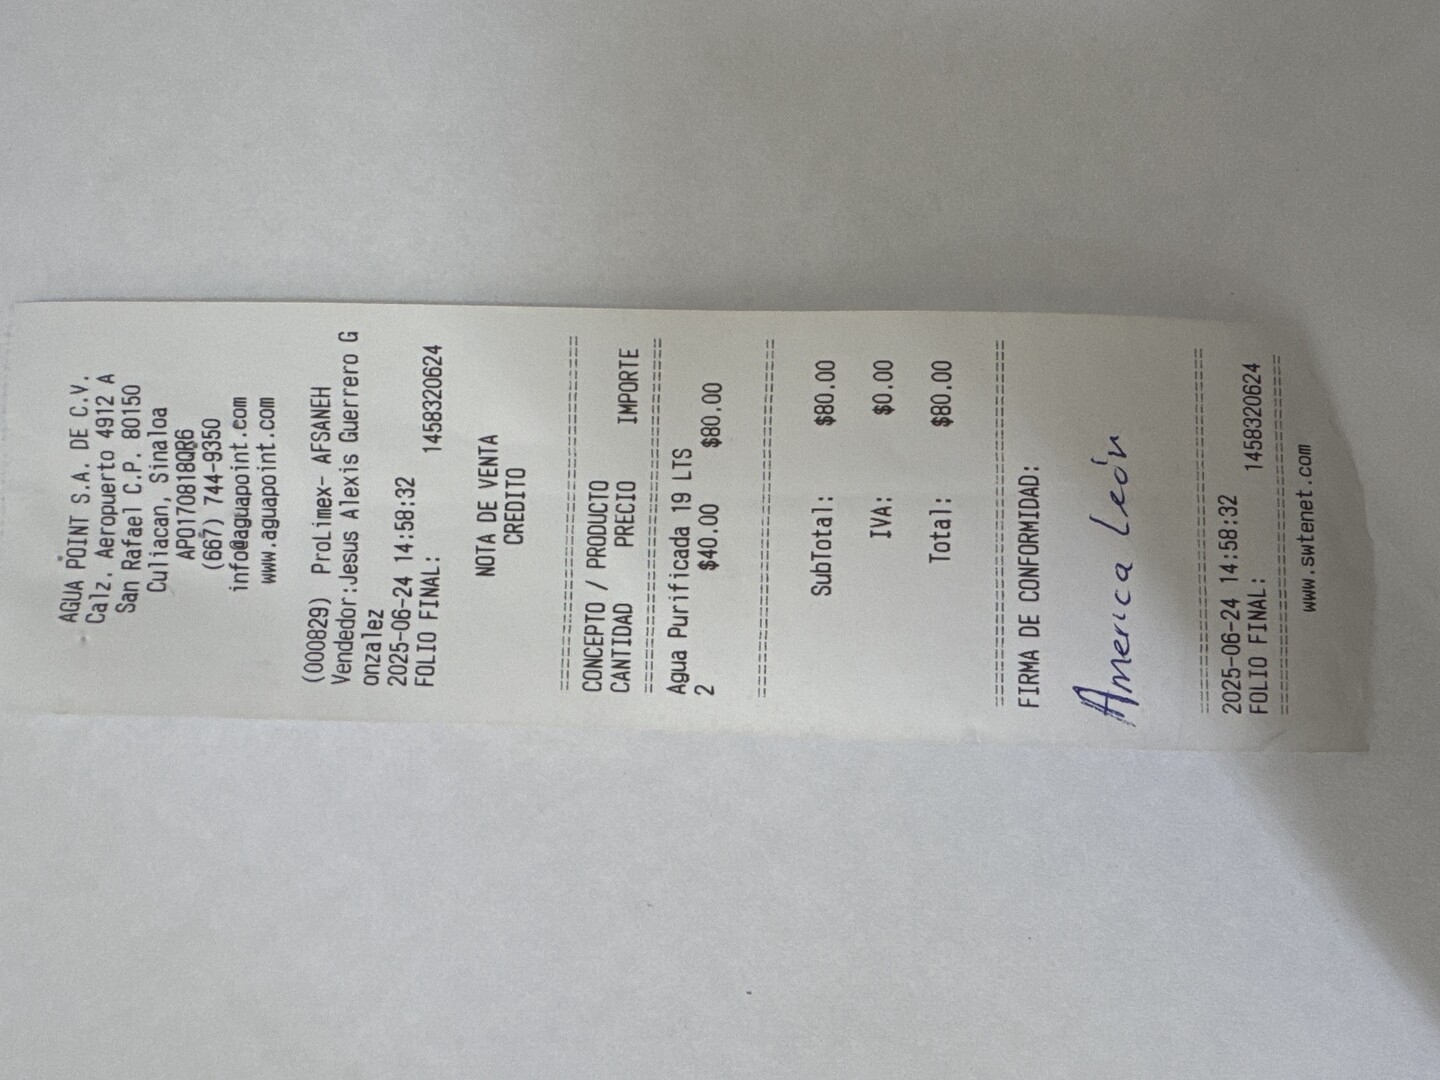 AGUA POINT S.A. DE C.V.
Calz. Aeropuerto 4912 A
San Rafael C.P. 80150
Culiacan, Sinaloa
APO170818QR6
(667) 744-9350
info@aguapoint.com
www.aguapoint.com
(000829) ProLimex- AFSANEH
Vendedor:Jesus Alexis Guerrero G
onzalez
2025-06-24 14:58:32
FOLIO FINAL: 1458320624
NOTA DE VENTA
CREDITO
================================
CONCEPTO / PRODUCTO
CANTIDAD PRECIO IMPORTE
================================
Agua Purificada 19 LTS
2 $40.00 $80.00
================================
SubTotal: $80.00
IVA: $0.00
Total: $80.00
================================
FIRMA DE CONFORMIDAD:
America León
================================
2025-06-24 14:58:32
FOLIO FINAL: 1458320624
================================
www.swtenet.com